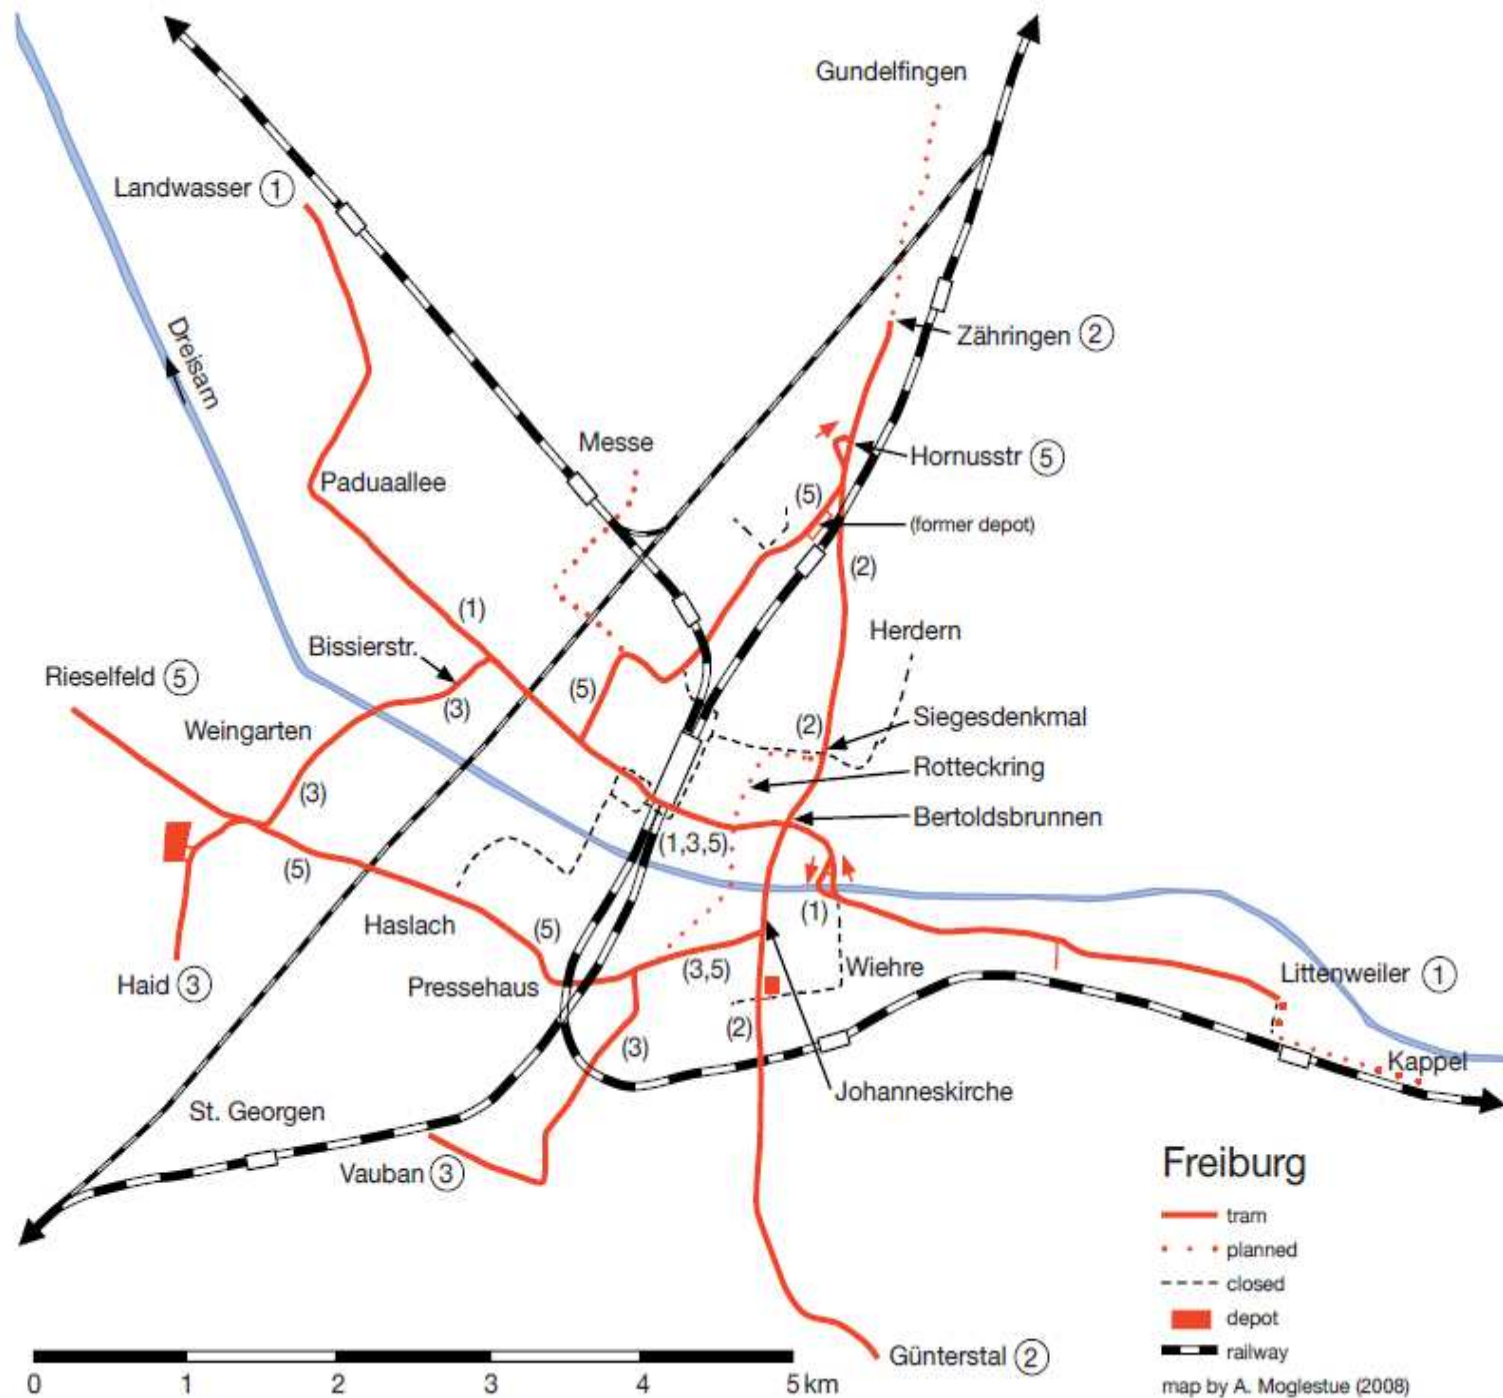 Gundelfingen
Landwasser 1
Dreisam
Zähringen 2
Messe
Hornusstr 5
Paduaallee
(5)
(former depot)
(2)
(1)
Herdern
Bissierstr.
Rieselfeld 5
(5)
(3)
Weingarten
(2)
Siegesdenkmal
Rotteckring
(3)
Bertoldsbrunnen
(1,3,5)
(5)
(1)
Haslach
(5)
(3,5)
Wiehre
Littenweiler 1
Haid 3
Pressehaus
(2)
(3)
Kappel
Johanneskirche
St. Georgen
Vauban 3
Günterstal 2
Freiburg
tram
planned
closed
depot
railway
map by A. Moglestue (2008)
0 1 2 3 4 5 km